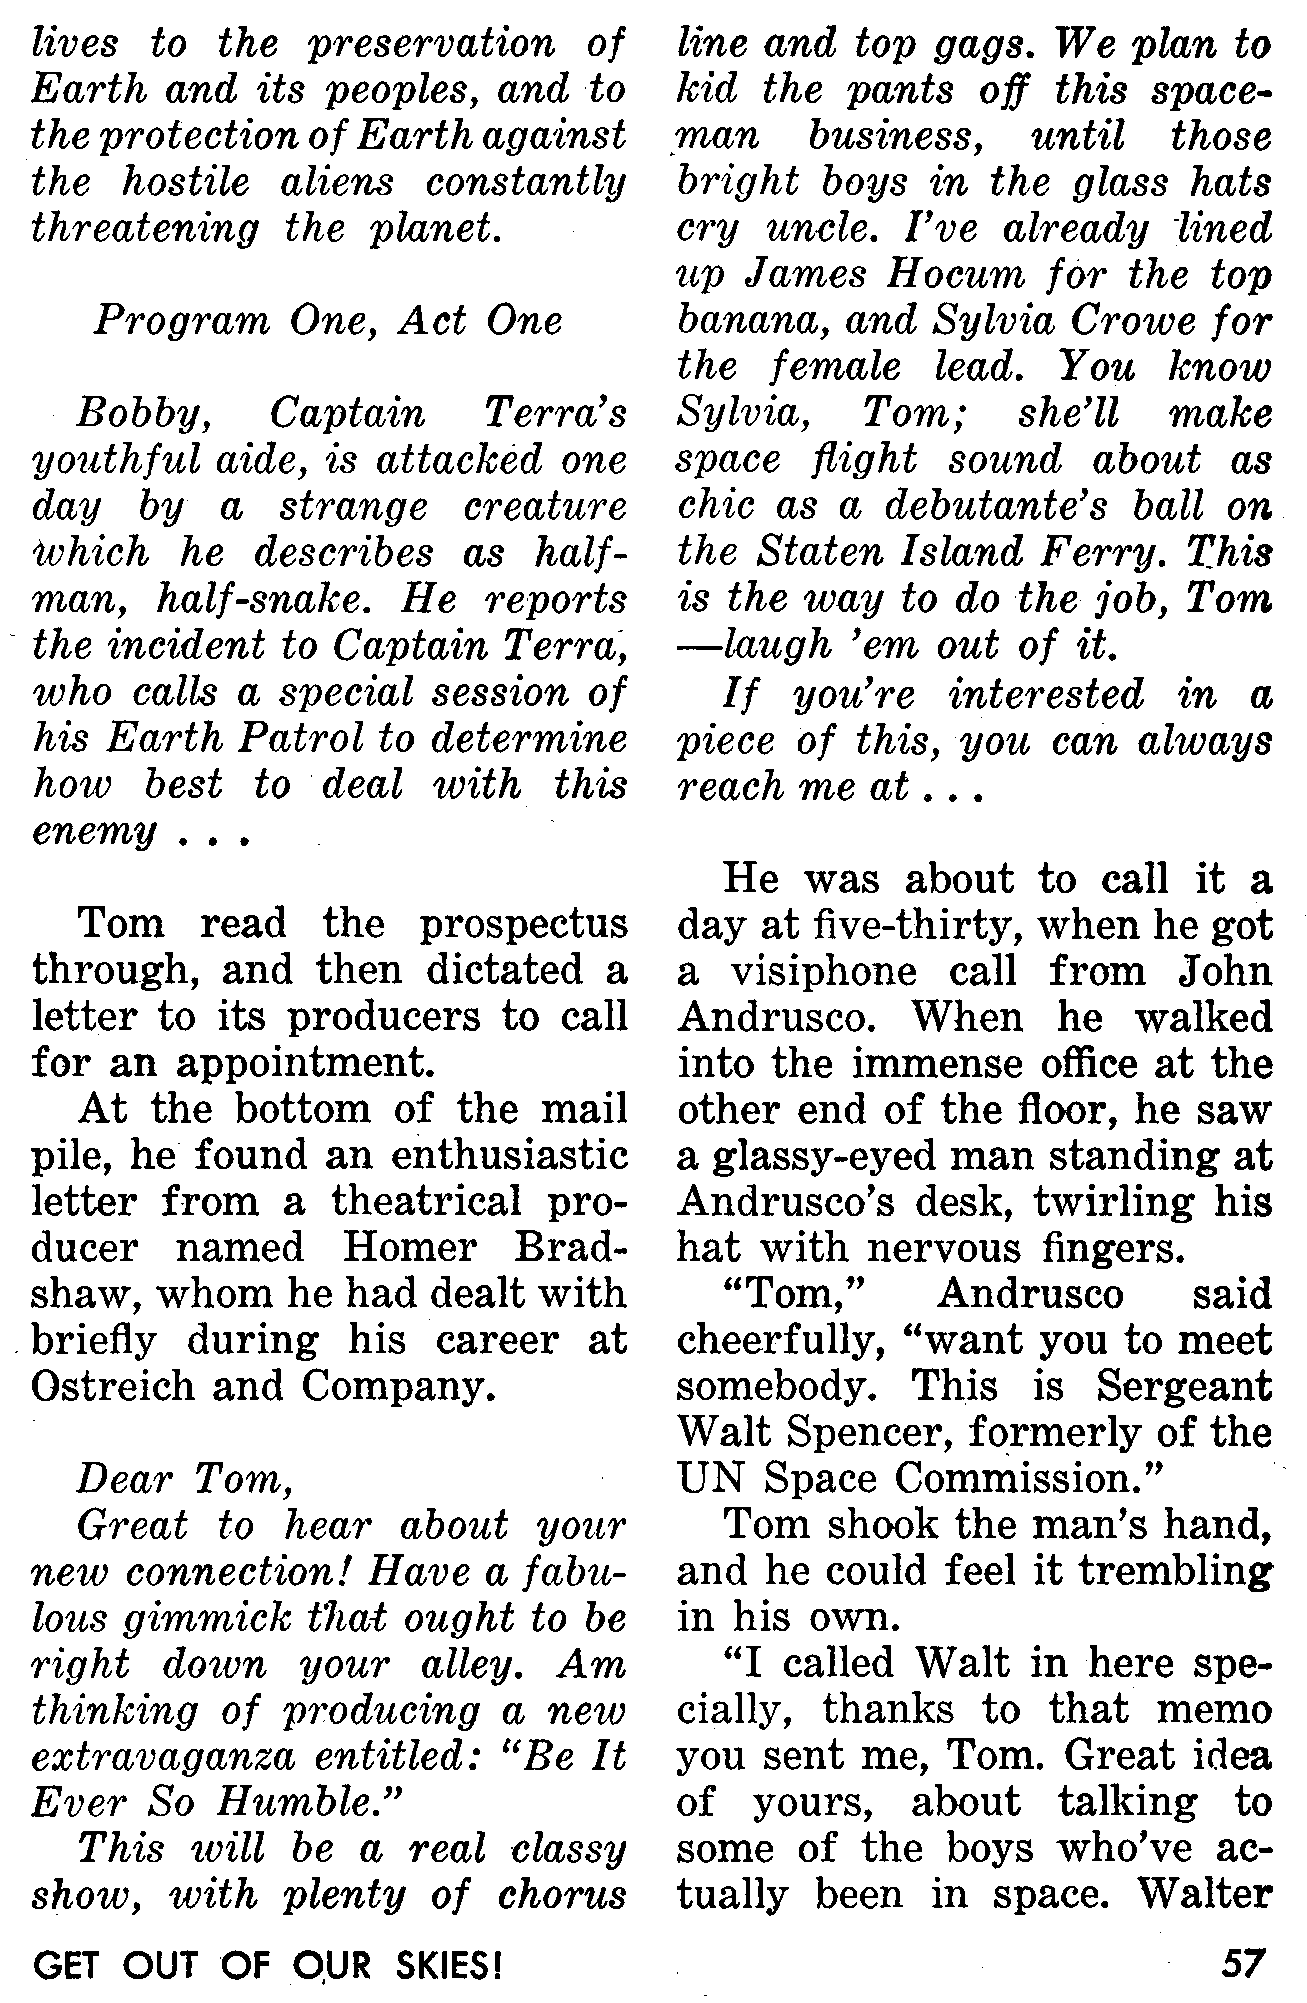 lives to the preservation of
Earth and its peoples, and to
the protection of Earth against
the hostile aliens constantly
threatening the planet.
Program One, Act One
Bobby, Captain Terra's
youthful aide, is attacked one
day by a strange creature
which he describes as half-
man, half-snake. He reports
the incident to Captain Terra,
who calls a special session of
his Earth Patrol to determine
how best to deal with this
enemy . . .
Tom read the prospectus
through, and then dictated a
letter to its producers to call
for an appointment.
At the bottom of the mail
pile, he found an enthusiastic
letter from a theatrical pro-
ducer named Homer Brad-
shaw, whom he had dealt with
briefly during his career at
Ostreich and Company.
Dear Tom,
Great to hear about your
new connection! Have a fabu-
lous gimmick that ought to be
right down your alley. Am
thinking of producing a new
extravaganza entitled: “Be It
Ever So Humble.”
This will be a real classy
show, with plenty of chorus
line and top gags. We plan to
kid the pants off this space-
man business, until those
bright boys in the glass hats
cry uncle. I've already lined
up James Hocum for the top
banana, and Sylvia Crowe for
the female lead. You know
Sylvia, Tom; she'll make
space flight sound about as
chic as a debutante's ball on
the Staten Island Ferry. This
is the way to do the job, Tom
—laugh 'em out of it.
If you're interested in a
piece of this, you can always
reach me at . . .
He was about to call it a
day at five-thirty, when he got
a visiphone call from John
Andrusco. When he walked
into the immense office at the
other end of the floor, he saw
a glassy-eyed man standing at
Andrusco's desk, twirling his
hat with nervous fingers.
“Tom,” Andrusco said
cheerfully, “want you to meet
somebody. This is Sergeant
Walt Spencer, formerly of the
UN Space Commission.”
Tom shook the man's hand,
and he could feel it trembling
in his own.
“I called Walt in here spe-
cially, thanks to that memo
you sent me, Tom. Great idea
of yours, about talking to
some of the boys who've ac-
tually been in space. Walter
GET OUT OF OUR SKIES! 57